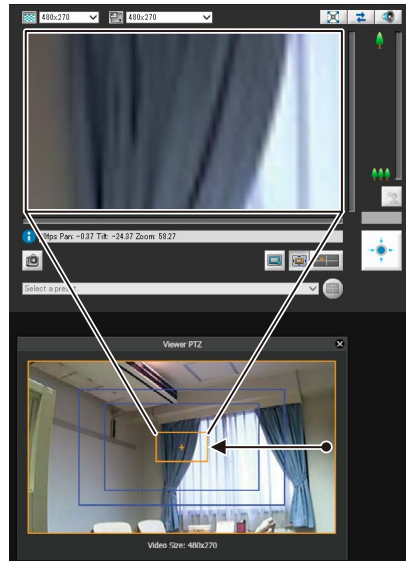 480x270 480x270
fps Pan: -0.37 Tilt: -24.37 Zoom: 58.27
Select a preset
Viewer PTZ
Video Size: 480x270